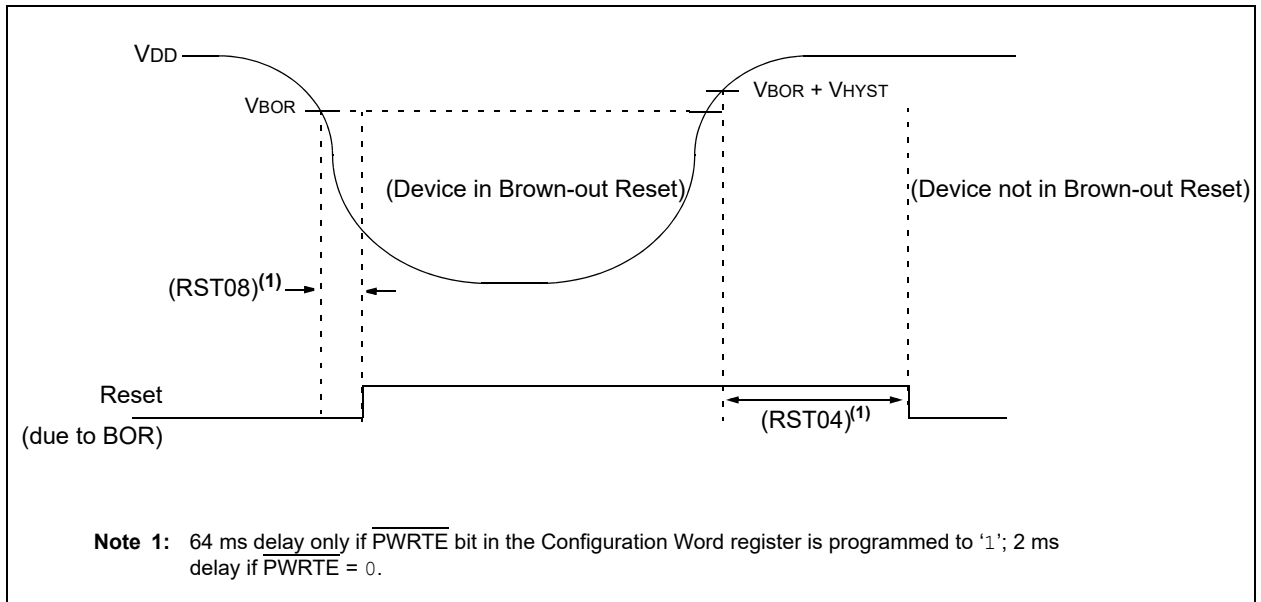 VDD
VBOR
VBOR + VHYST
(Device in Brown-out Reset)
(Device not in Brown-out Reset)
(RST08)(1)
Reset
(due to BOR)
(RST04)(1)
Note 1: 64 ms delay only if PWRTE bit in the Configuration Word register is programmed to ‘1’; 2 ms
delay if PWRTE = 0.